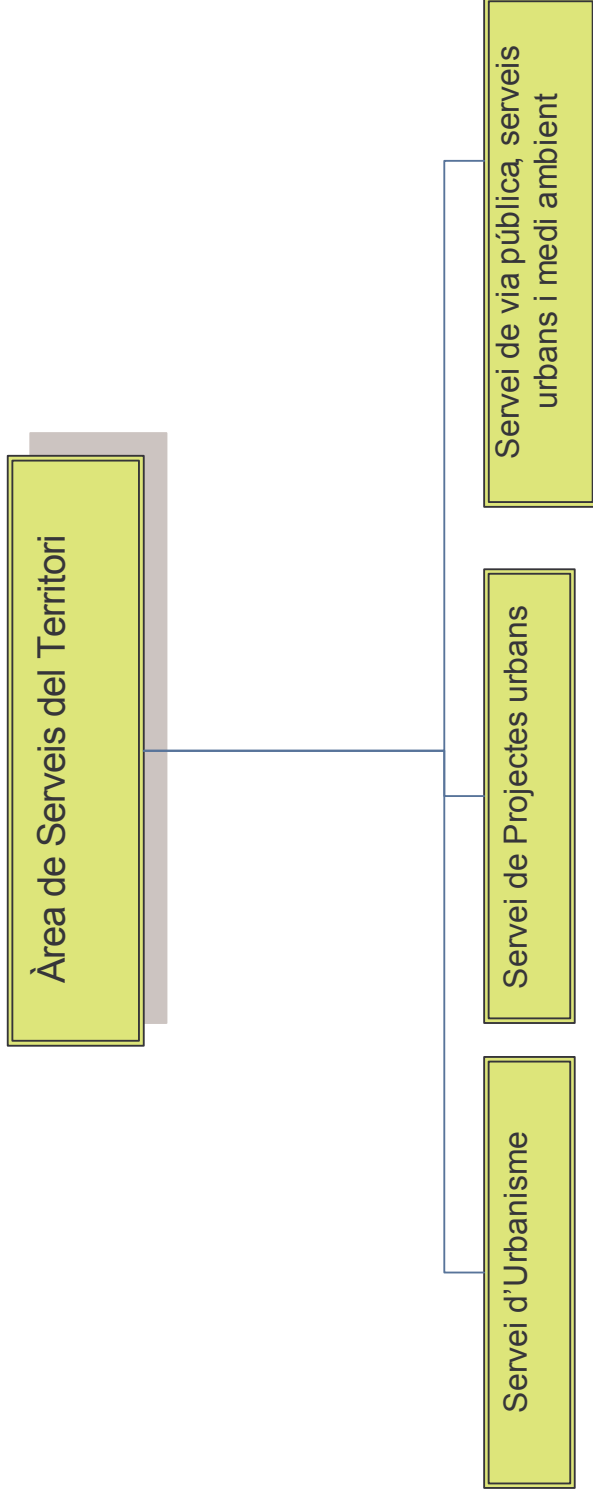 Àrea de Serveis del Territori
Servei d’Urbanisme
Servei de Projectes urbans
Servei de via pública, serveis
urbans i medi ambient